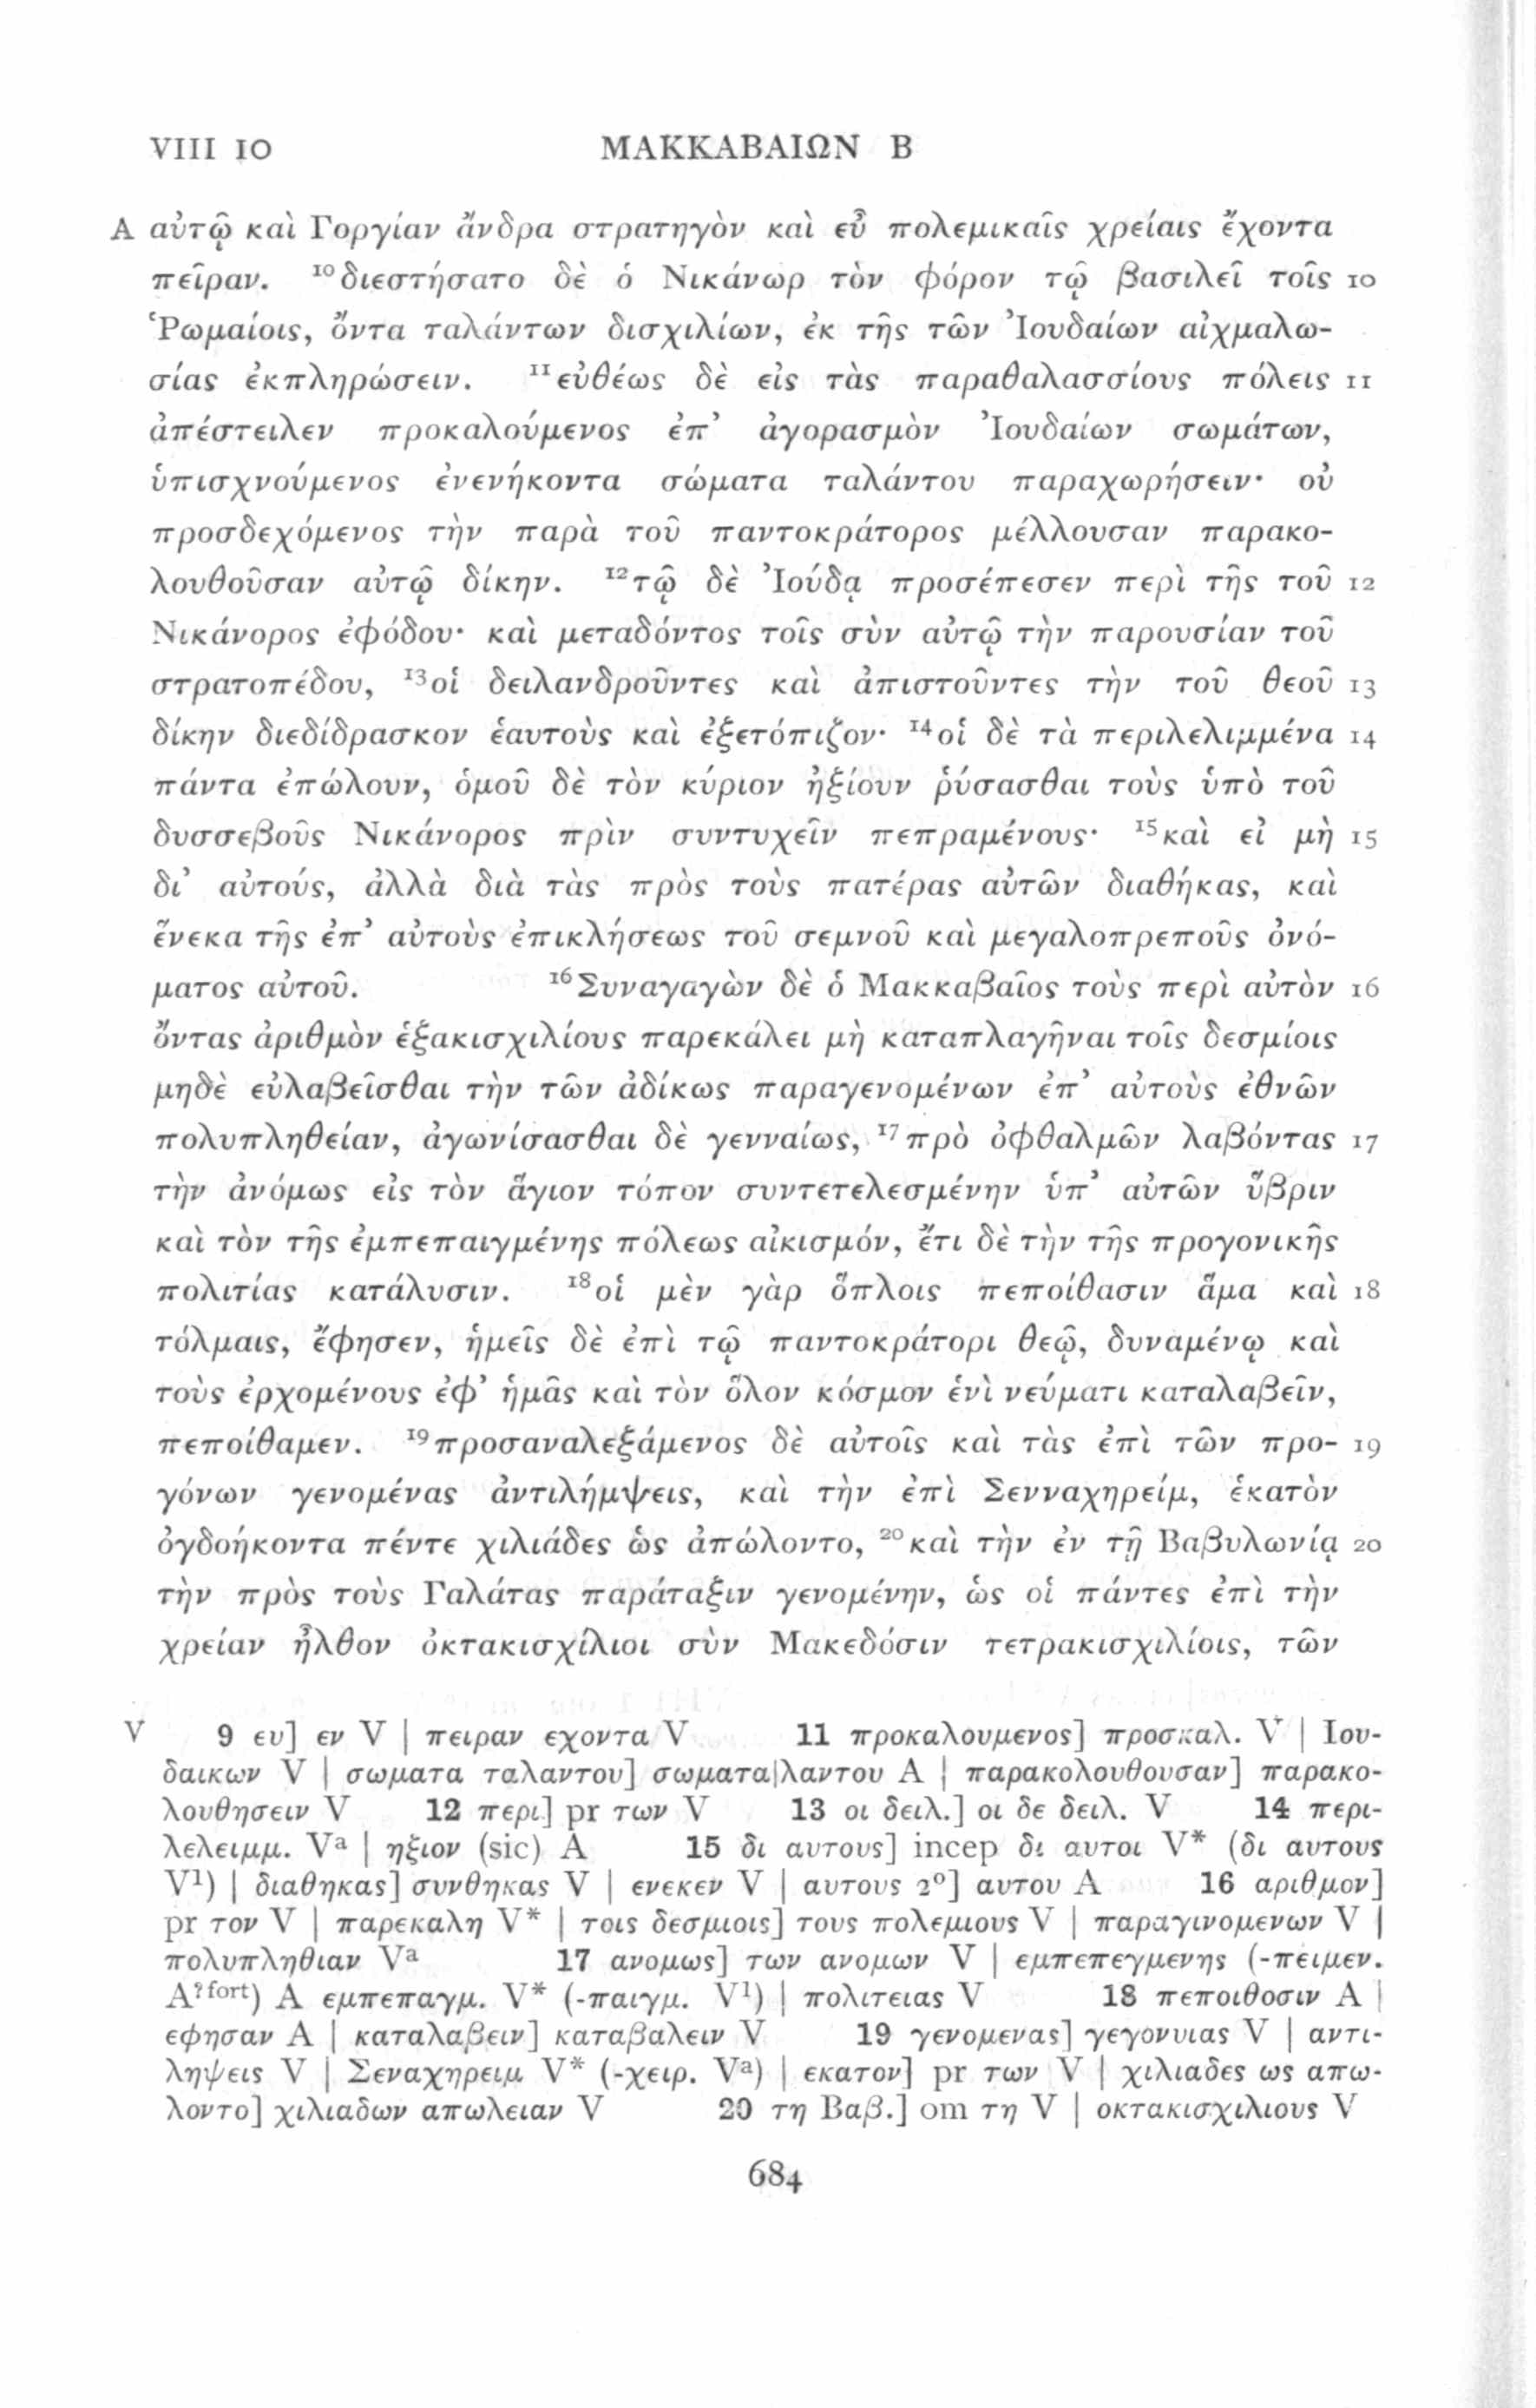 VIII 10 ΜΑΚΚΑΒΑΙΩΝ Β
A αὐτῷ καὶ Γοργίαν ἄνδρα στρατηγὸν καὶ εὖ πολεμικαῖς χρείαις ἔχοντα
πεῖραν. ¹⁰διεστήσατο δὲ ὁ Νικάνωρ τὸν φόρον τῷ βασιλεῖ τοῖς 10
Ῥωμαίοις, ὄντα ταλάντων δισχιλίων, ἐκ τῆς τῶν Ἰουδαίων αἰχμαλω-
σίας ἐκπληρώσειν. ¹¹εὐθέως δὲ εἰς τὰς παραθαλασσίους πόλεις 11
ἀπέστειλεν προκαλούμενος ἐπ᾽ ἀγορασμὸν Ἰουδαίων σωμάτων,
ὑπισχνούμενος ἐνενήκοντα σώματα ταλάντου παραχωρήσειν· οὐ
προσδεχόμενος τὴν παρὰ τοῦ παντοκράτορος μέλλουσαν παρακο-
λουθοῦσαν αὐτῷ δίκην. ¹²τῷ δὲ Ἰούδᾳ προσέπεσεν περὶ τῆς τοῦ 12
Νικάνορος ἐφόδου· καὶ μεταδόντος τοῖς σὺν αὐτῷ τὴν παρουσίαν τοῦ
στρατοπέδου, ¹³οἱ δειλανδροῦντες καὶ ἀπιστοῦντες τὴν τοῦ θεοῦ 13
δίκην διεδίδρασκον ἑαυτοὺς καὶ ἐξετόπιζον· ¹⁴οἱ δὲ τὰ περιλελιμμένα 14
πάντα ἐπώλουν, ὁμοῦ δὲ τὸν κύριον ἠξίουν ῥύσασθαι τοὺς ὑπὸ τοῦ
δυσσεβοῦς Νικάνορος πρὶν συντυχεῖν πεπραμένους· ¹⁵καὶ εἰ μὴ 15
δι᾽ αὐτούς, ἀλλὰ διὰ τὰς πρὸς τοὺς πατέρας αὐτῶν διαθήκας, καὶ
ἕνεκα τῆς ἐπ᾽ αὐτοὺς ἐπικλήσεως τοῦ σεμνοῦ καὶ μεγαλοπρεποῦς ὀνό-
ματος αὐτοῦ. ¹⁶Συναγαγὼν δὲ ὁ Μακκαβαῖος τοὺς περὶ αὐτὸν 16
ὄντας ἀριθμὸν ἑξακισχιλίους παρεκάλει μὴ καταπλαγῆναι τοῖς δεσμίοις
μηδὲ εὐλαβεῖσθαι τὴν τῶν ἀδίκως παραγενομένων ἐπ᾽ αὐτοὺς ἐθνῶν
πολυπληθείαν, ἀγωνίσασθαι δὲ γενναίως, ¹⁷πρὸ ὀφθαλμῶν λαβόντας 17
τὴν ἀνόμως εἰς τὸν ἅγιον τόπον συντετελεσμένην ὑπ᾽ αὐτῶν ὕβριν
καὶ τὸν τῆς ἐμπεπαιγμένης πόλεως αἰκισμόν, ἔτι δὲ τὴν τῆς προγονικῆς
πολιτίας κατάλυσιν. ¹⁸οἱ μὲν γὰρ ὅπλοις πεποίθασιν ἅμα καὶ 18
τόλμαις, ἔφησεν, ἡμεῖς δὲ ἐπὶ τῷ παντοκράτορι θεῷ, δυναμένῳ καὶ
τοὺς ἐρχομένους ἐφ᾽ ἡμᾶς καὶ τὸν ὅλον κόσμον ἑνὶ νεύματι καταλαβεῖν,
πεποίθαμεν. ¹⁹προσαναλεξάμενος δὲ αὐτοῖς καὶ τὰς ἐπὶ τῶν προ- 19
γόνων γενομένας ἀντιλήμψεις, καὶ τὴν ἐπὶ Σενναχηρείμ, ἑκατὸν
ὀγδοήκοντα πέντε χιλιάδες ὡς ἀπώλοντο, ²⁰καὶ τὴν ἐν τῇ Βαβυλωνίᾳ 20
τὴν πρὸς τοὺς Γαλάτας παράταξιν γενομένην, ὡς οἱ πάντες ἐπὶ τὴν
χρείαν ἦλθον ὀκτακισχίλιοι σὺν Μακεδόσιν τετρακισχιλίοις, τῶν
V 9 ευ] εν V | πειραν εχοντα V 11 προκαλουμενος] προσκαλ. V | Ιου-
δαικων V | σωματα ταλαντου] σωματα|λαντου A | παρακολουθουσαν] παρακο-
λουθησειν V 12 περι] pr των V 13 οι δειλ.] οι δε δειλ. V 14 περι-
λελειμμ. Vᵃ | ηξιον (sic) A 15 δι αυτους] incep δι αυτοι V* (δι αυτους
V¹) | διαθηκας] συνθηκας V | ενεκεν V | αυτους 2°] αυτου A 16 αριθμον]
pr τον V | παρεκαλη V* | τοις δεσμιοις] τους πολεμιους V | παραγινομενων V |
πολυπληθιαν Vᵃ 17 ανομως] των ανομων V | εμπεπεγμενης (-πειμεν.
A?ᶠᵒʳᵗ) A εμπεπαγμ. V* (-παιγμ. V¹) | πολιτειας V 18 πεποιθοσιν A |
εφησαν A | καταλαβειν] καταβαλειν V 19 γενομενας] γεγονυιας V | αντι-
ληψεις V | Σεναχηρειμ V* (-χειρ. Vᵃ) | εκατον] pr των V | χιλιαδες ως απω-
λοντο] χιλιαδων απωλειαν V 20 τη Βαβ.] om τη V | οκτακισχιλιους V
684